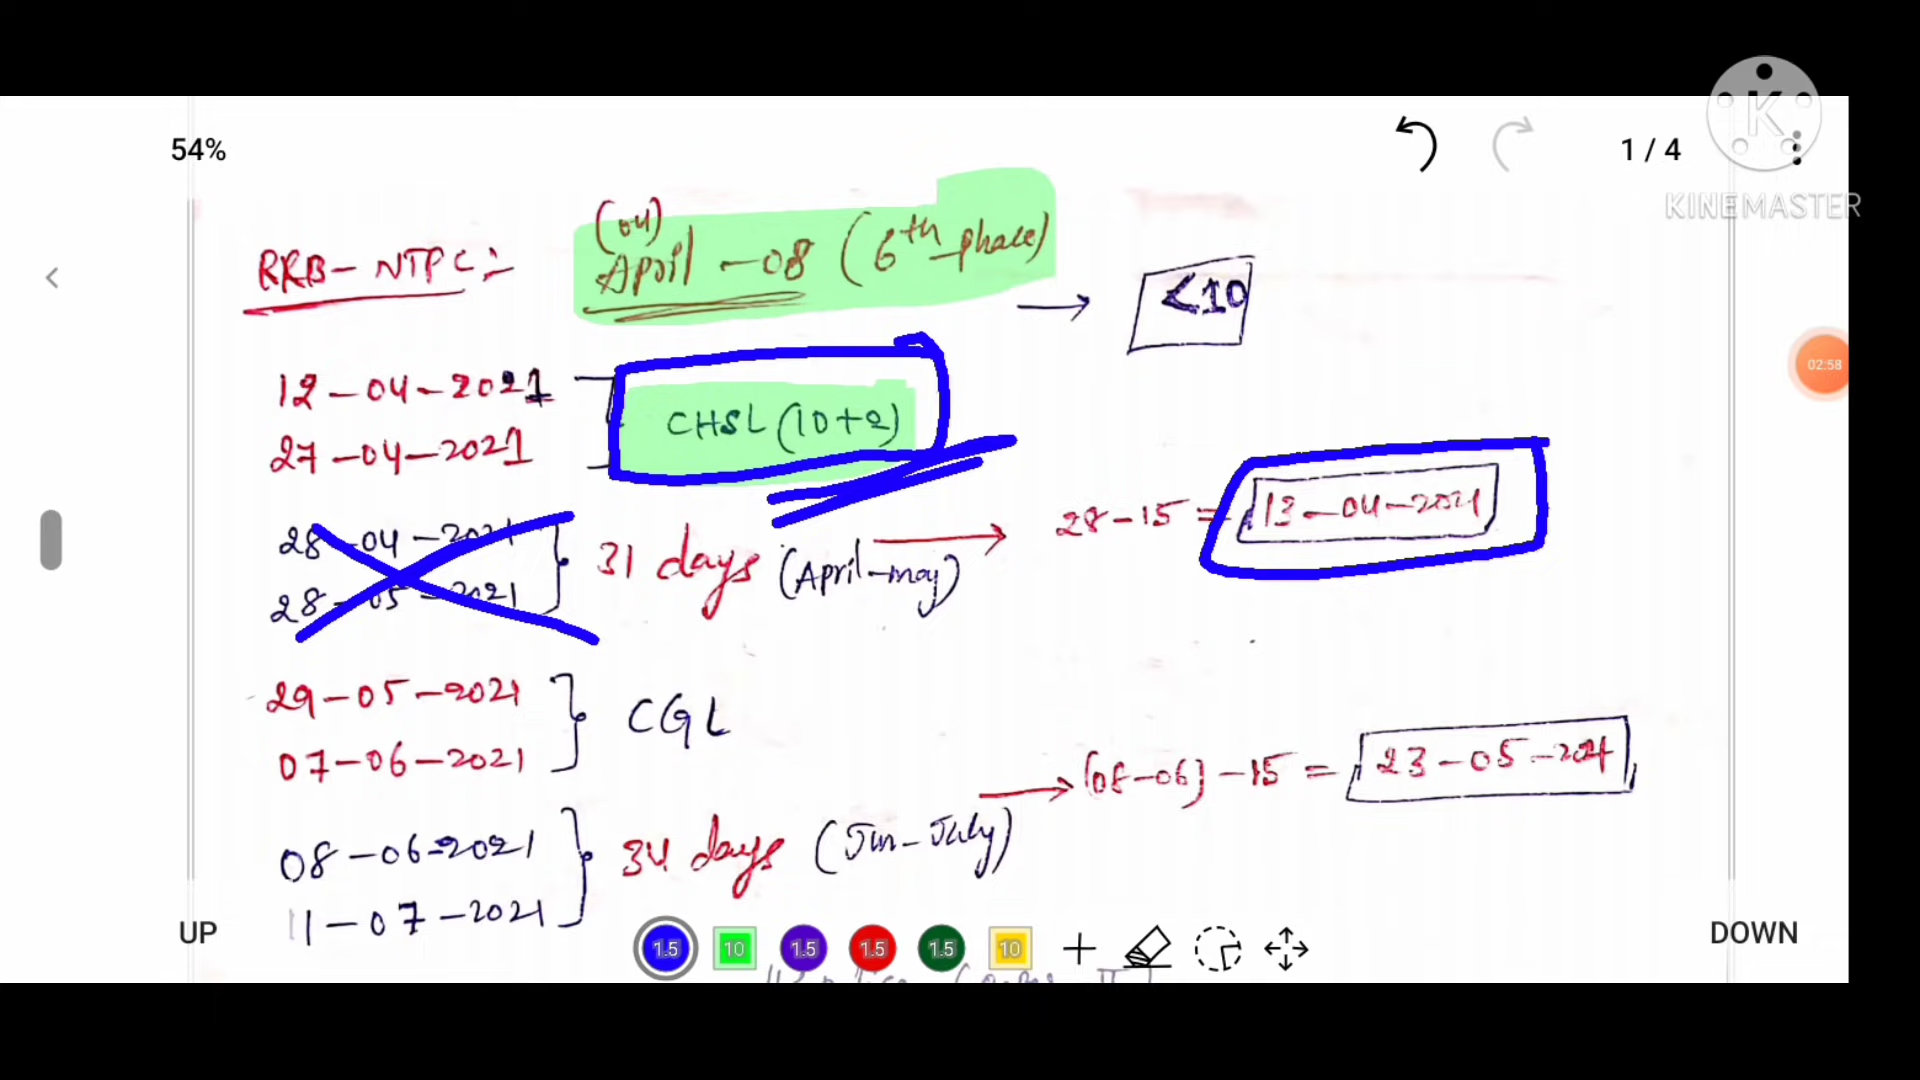 54%
1 / 4
K
KINEMASTER
(04)
RRB- NTPC:-
April -08 (6th phase)
<10
12-04-2021
CHSL (10+2)
27-04-2021
28-15 = 13-04-2021
28-04-2021
31 days (April-may)
28-05-2021
29-05-2021
CGL
07-06-2021
(08-06) -15 = 23-05-2021
08-06-2021
34 days (Jun-July)
11-07-2021
02:58
UP
DOWN
1.5 10 1.5 1.5 1.5 10